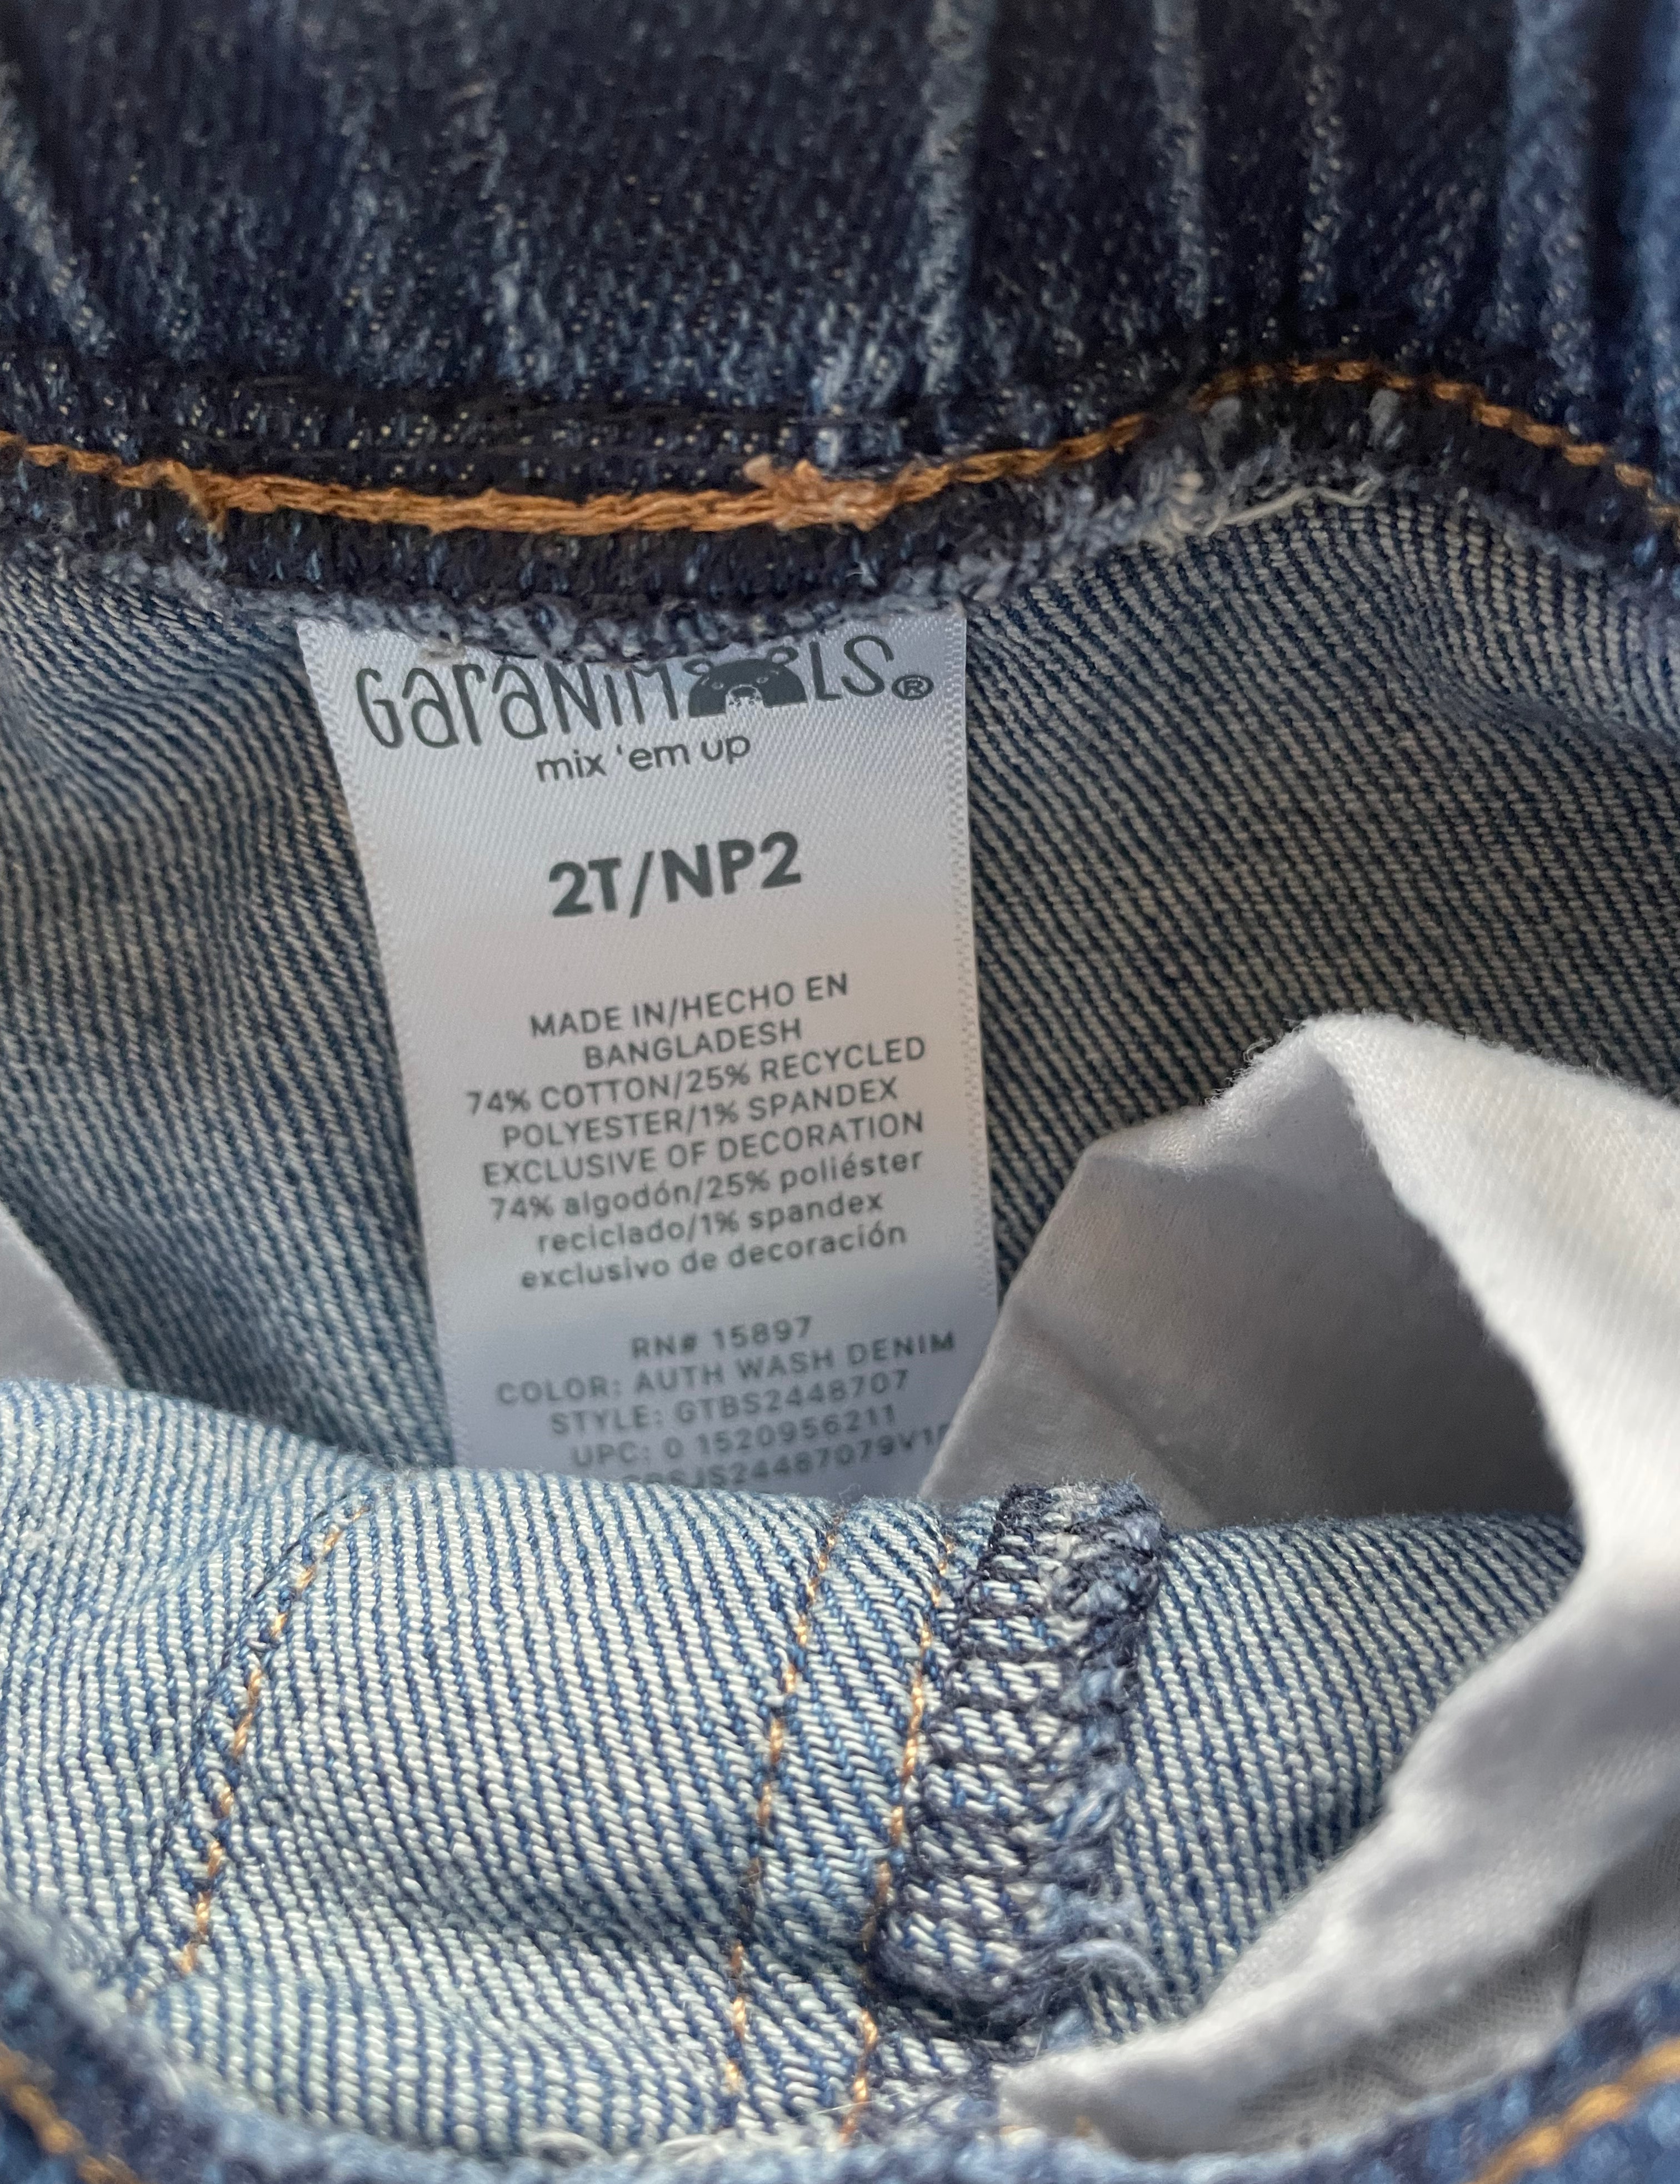 GaraNiMALS®
mix 'em up
2T/NP2
MADE IN/HECHO EN
BANGLADESH
74% COTTON/25% RECYCLED
POLYESTER/1% SPANDEX
EXCLUSIVE OF DECORATION
74% algodón/25% poliéster
reciclado/1% spandex
exclusivo de decoración
RN# 15897
COLOR: AUTH WASH DENIM
STYLE: GTBS2448707
UPC: 0 1520956211